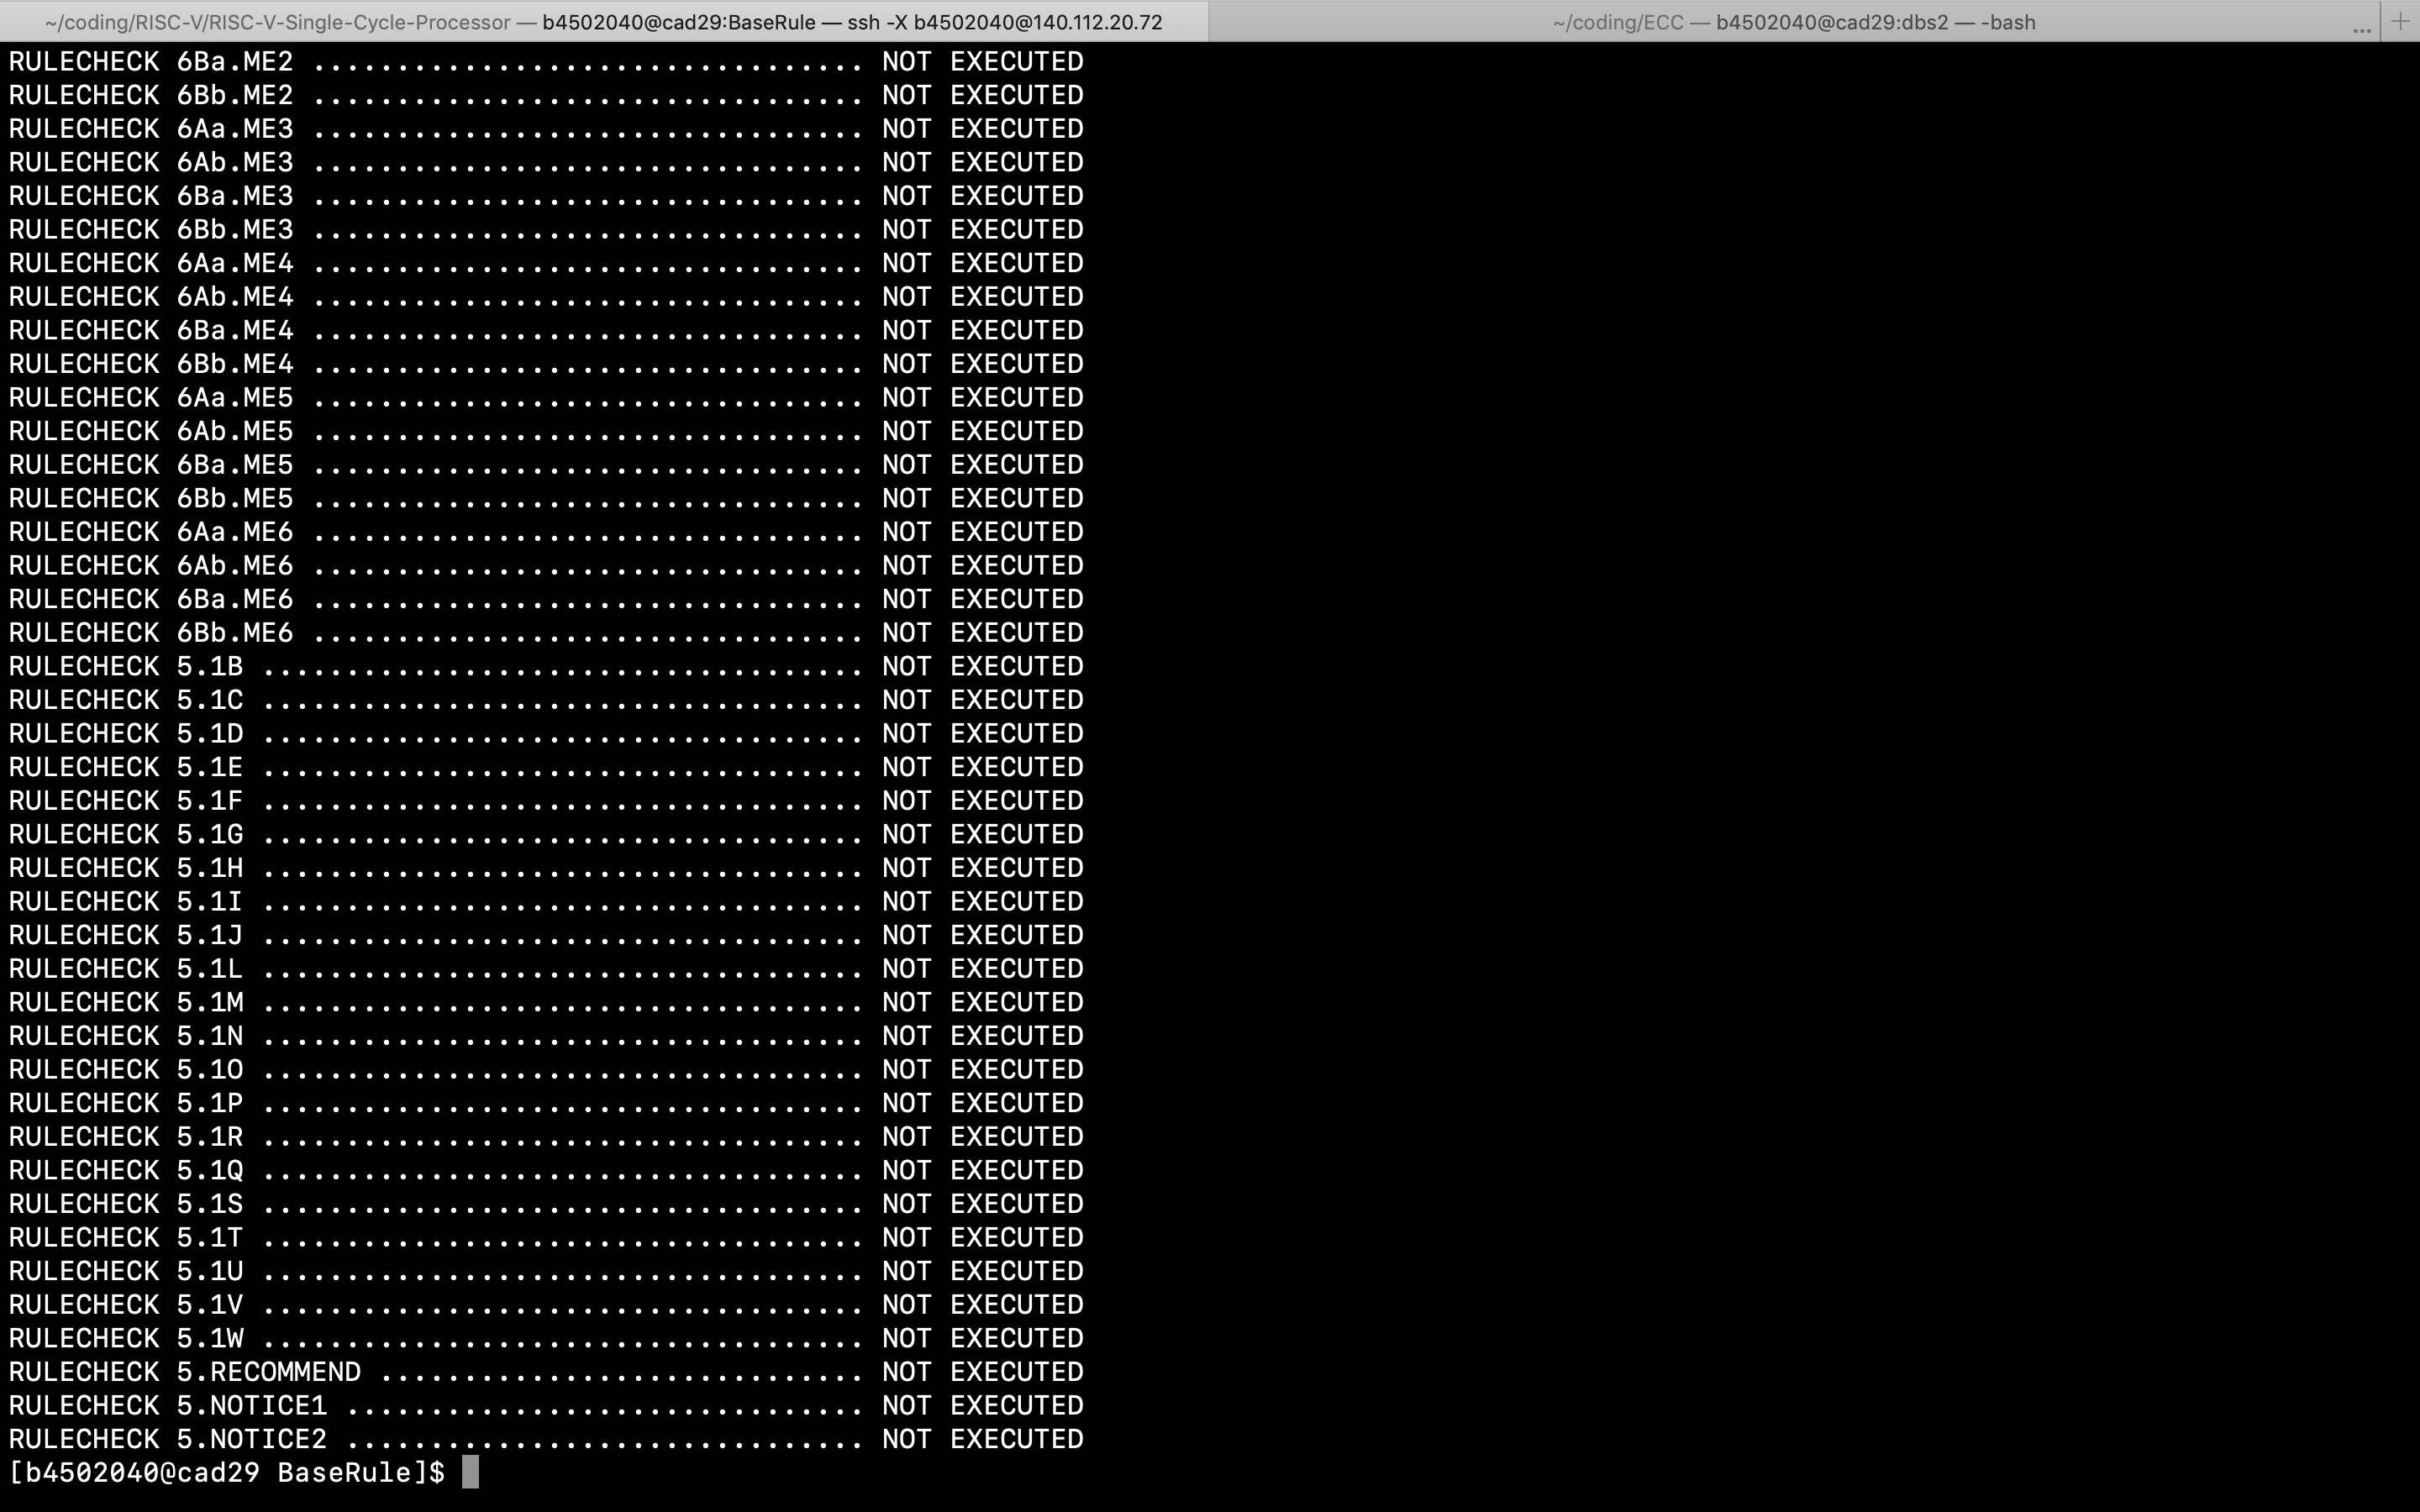 ~/coding/RISC-V/RISC-V-Single-Cycle-Processor — b4502040@cad29:BaseRule — ssh -X b4502040@140.112.20.72
~/coding/ECC — b4502040@cad29:dbs2 — -bash
... +
RULECHECK 6Ba.ME2 ................................. NOT EXECUTED
RULECHECK 6Bb.ME2 ................................. NOT EXECUTED
RULECHECK 6Aa.ME3 ................................. NOT EXECUTED
RULECHECK 6Ab.ME3 ................................. NOT EXECUTED
RULECHECK 6Ba.ME3 ................................. NOT EXECUTED
RULECHECK 6Bb.ME3 ................................. NOT EXECUTED
RULECHECK 6Aa.ME4 ................................. NOT EXECUTED
RULECHECK 6Ab.ME4 ................................. NOT EXECUTED
RULECHECK 6Ba.ME4 ................................. NOT EXECUTED
RULECHECK 6Bb.ME4 ................................. NOT EXECUTED
RULECHECK 6Aa.ME5 ................................. NOT EXECUTED
RULECHECK 6Ab.ME5 ................................. NOT EXECUTED
RULECHECK 6Ba.ME5 ................................. NOT EXECUTED
RULECHECK 6Bb.ME5 ................................. NOT EXECUTED
RULECHECK 6Aa.ME6 ................................. NOT EXECUTED
RULECHECK 6Ab.ME6 ................................. NOT EXECUTED
RULECHECK 6Ba.ME6 ................................. NOT EXECUTED
RULECHECK 6Bb.ME6 ................................. NOT EXECUTED
RULECHECK 5.1B .................................... NOT EXECUTED
RULECHECK 5.1C .................................... NOT EXECUTED
RULECHECK 5.1D .................................... NOT EXECUTED
RULECHECK 5.1E .................................... NOT EXECUTED
RULECHECK 5.1F .................................... NOT EXECUTED
RULECHECK 5.1G .................................... NOT EXECUTED
RULECHECK 5.1H .................................... NOT EXECUTED
RULECHECK 5.1I .................................... NOT EXECUTED
RULECHECK 5.1J .................................... NOT EXECUTED
RULECHECK 5.1L .................................... NOT EXECUTED
RULECHECK 5.1M .................................... NOT EXECUTED
RULECHECK 5.1N .................................... NOT EXECUTED
RULECHECK 5.1O .................................... NOT EXECUTED
RULECHECK 5.1P .................................... NOT EXECUTED
RULECHECK 5.1R .................................... NOT EXECUTED
RULECHECK 5.1Q .................................... NOT EXECUTED
RULECHECK 5.1S .................................... NOT EXECUTED
RULECHECK 5.1T .................................... NOT EXECUTED
RULECHECK 5.1U .................................... NOT EXECUTED
RULECHECK 5.1V .................................... NOT EXECUTED
RULECHECK 5.1W .................................... NOT EXECUTED
RULECHECK 5.RECOMMEND ............................. NOT EXECUTED
RULECHECK 5.NOTICE1 ............................... NOT EXECUTED
RULECHECK 5.NOTICE2 ............................... NOT EXECUTED
[b4502040@cad29 BaseRule]$